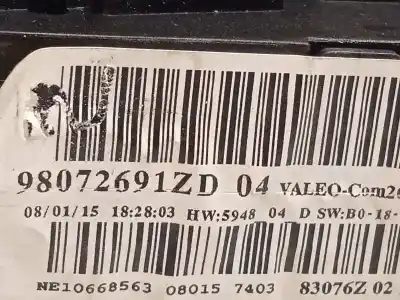 98072691ZD 04 VALEO-Com2
08/01/15 18:28:03 HW:5948 04 D SW:B0-18-
NE10668563 08015 7403 83076Z 02